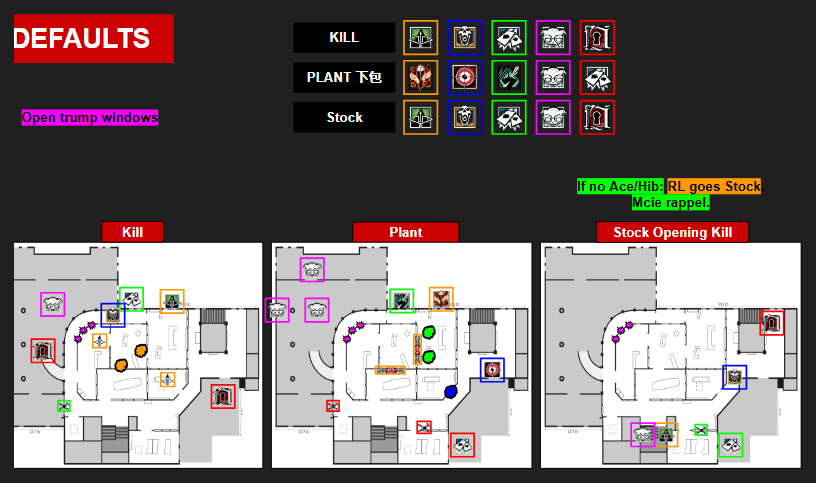 DEFAULTS
KILL
PLANT 下包
Open trump windows
Stock
If no Ace/Hib: RL goes Stock
Mcie rappel.
Kill
Plant
Stock Opening Kill